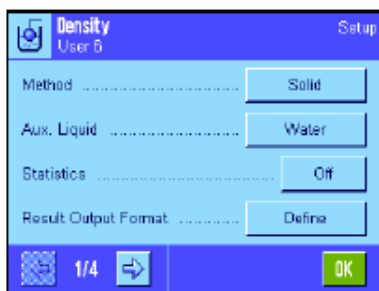 Density Setup
User 6
Method .................................... Solid
Aux. Liquid .............................. Water
Statistics ........................................ Off
Result Output Format ............. Define
1/4 OK